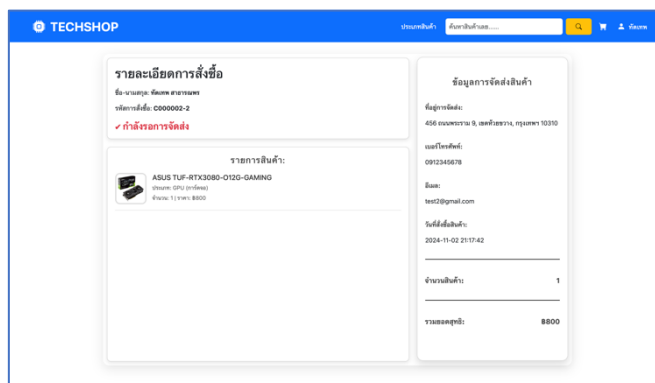 TECHSHOP
ประเภทสินค้า
ค้นหาสินค้าเลย......
ทัตเทพ
รายละเอียดการสั่งซื้อ
ชื่อ-นามสกุล: ทัตเทพ สาธารณพร
รหัสการสั่งซื้อ: C000002-2
✓ กำลังรอการจัดส่ง
รายการสินค้า:
ASUS TUF-RTX3080-O12G-GAMING
ประเภท: GPU (การ์ดจอ)
จำนวน: 1 | ราคา: ฿800
ข้อมูลการจัดส่งสินค้า
ที่อยู่การจัดส่ง:
456 ถนนพระราม 9, เขตห้วยขวาง, กรุงเทพฯ 10310
เบอร์โทรศัพท์:
0912345678
อีเมล:
test2@gmail.com
วันที่สั่งซื้อสินค้า:
2024-11-02 21:17:42
จำนวนสินค้า: 1
รวมยอดสุทธิ: ฿800